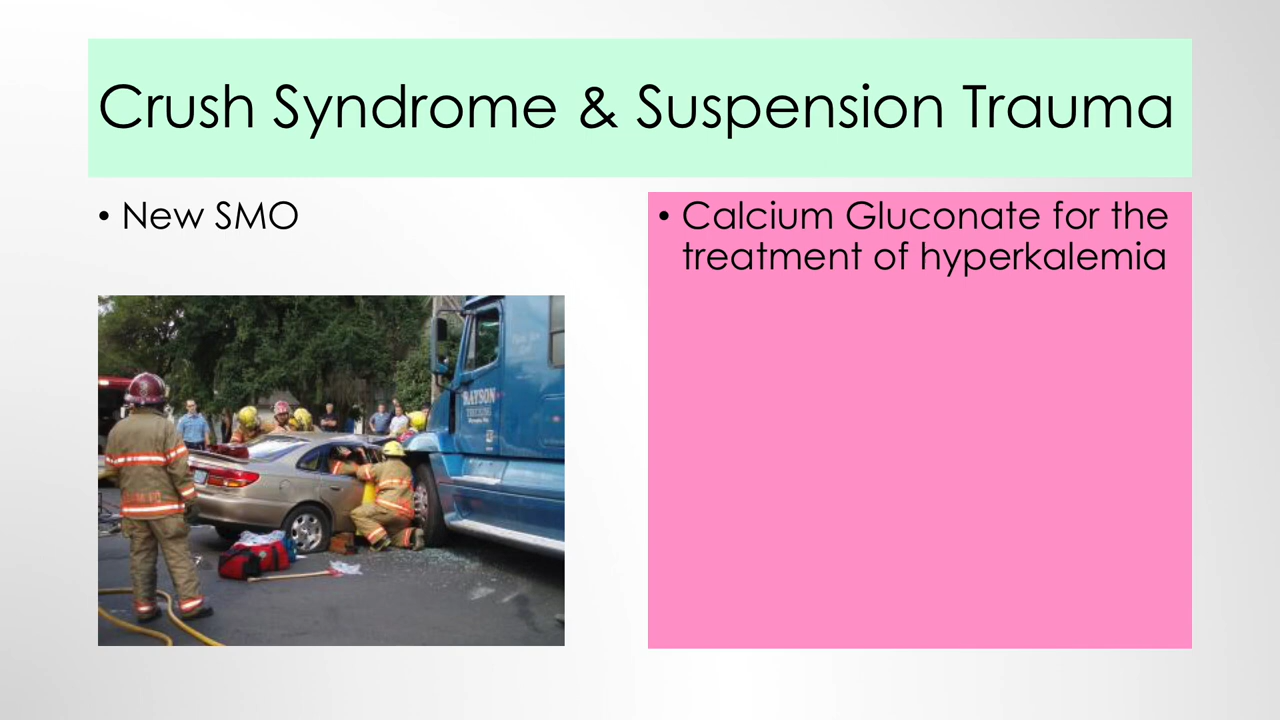 Crush Syndrome & Suspension Trauma
• New SMO
• Calcium Gluconate for the
treatment of hyperkalemia